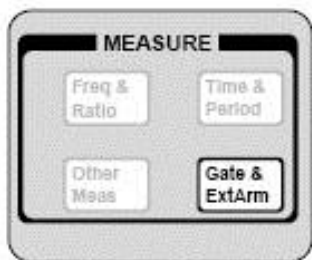 MEASURE
Freq &
Ratio
Time &
Period
Other
Meas
Gate &
ExtArm